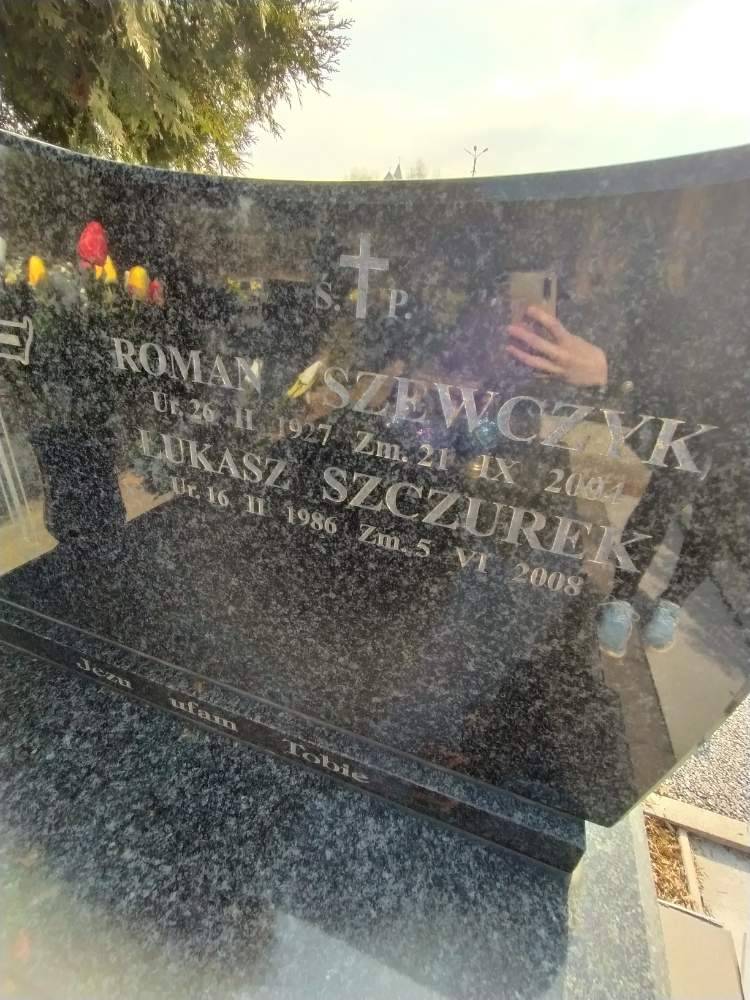 S. P.
ROMAN SZEWCZYK
Ur. 26 II 1927 Zm. 21 IX 2004
ŁUKASZ SZCZUREK
Ur. 16 II 1986 Zm. 5 VI 2008
Jezu ufam Tobie